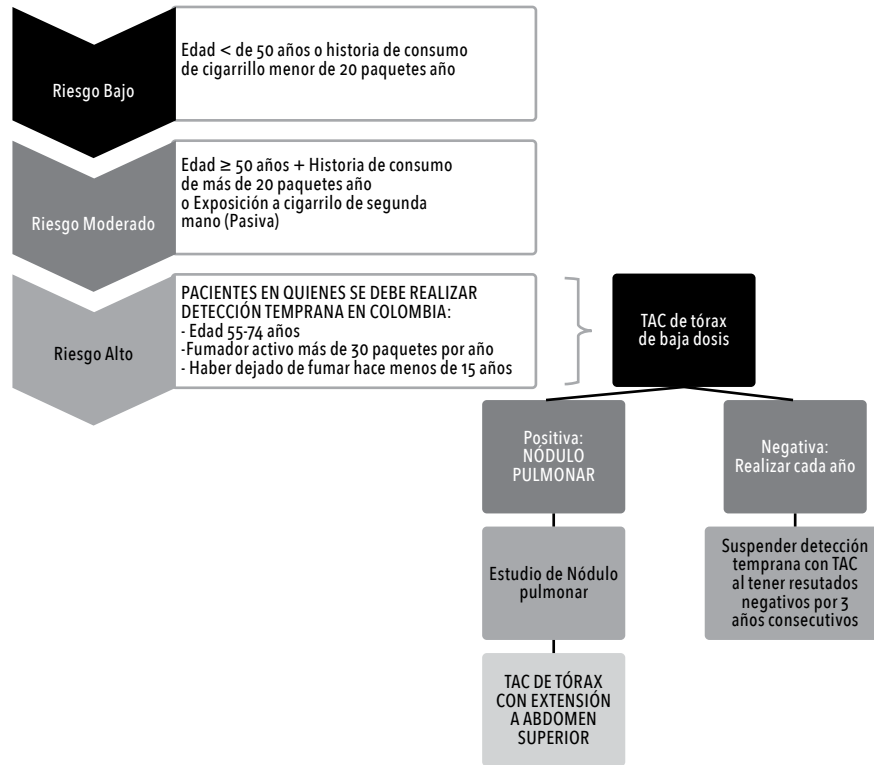 Riesgo Bajo
Edad < de 50 años o historia de consumo
de cigarrillo menor de 20 paquetes año
Riesgo Moderado
Edad ≥ 50 años + Historia de consumo
de más de 20 paquetes año
o Exposición a cigarrilo de segunda
mano (Pasiva)
Riesgo Alto
PACIENTES EN QUIENES SE DEBE REALIZAR
DETECCIÓN TEMPRANA EN COLOMBIA:
- Edad 55-74 años
-Fumador activo más de 30 paquetes por año
- Haber dejado de fumar hace menos de 15 años
TAC de tórax
de baja dosis
Positiva:
NÓDULO
PULMONAR
Negativa:
Realizar cada año
Estudio de Nódulo
pulmonar
Suspender detección
temprana con TAC
al tener resutados
negativos por 3
años consecutivos
TAC DE TÓRAX
CON EXTENSIÓN
A ABDOMEN
SUPERIOR